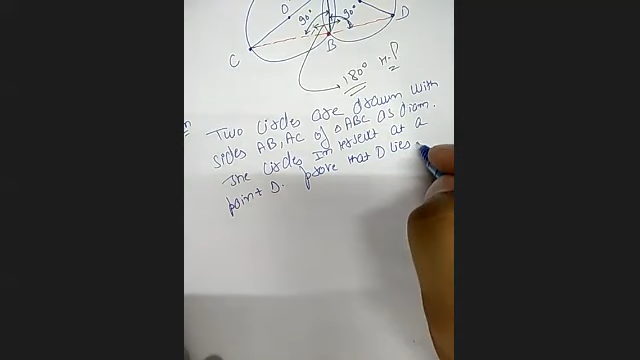 O'
90°
90°
C
B
D
180° H.P
Two Circles are drawn with
sides AB, AC of △ABC as diam.
The Circles Intersect at a
point D. prove that D lies